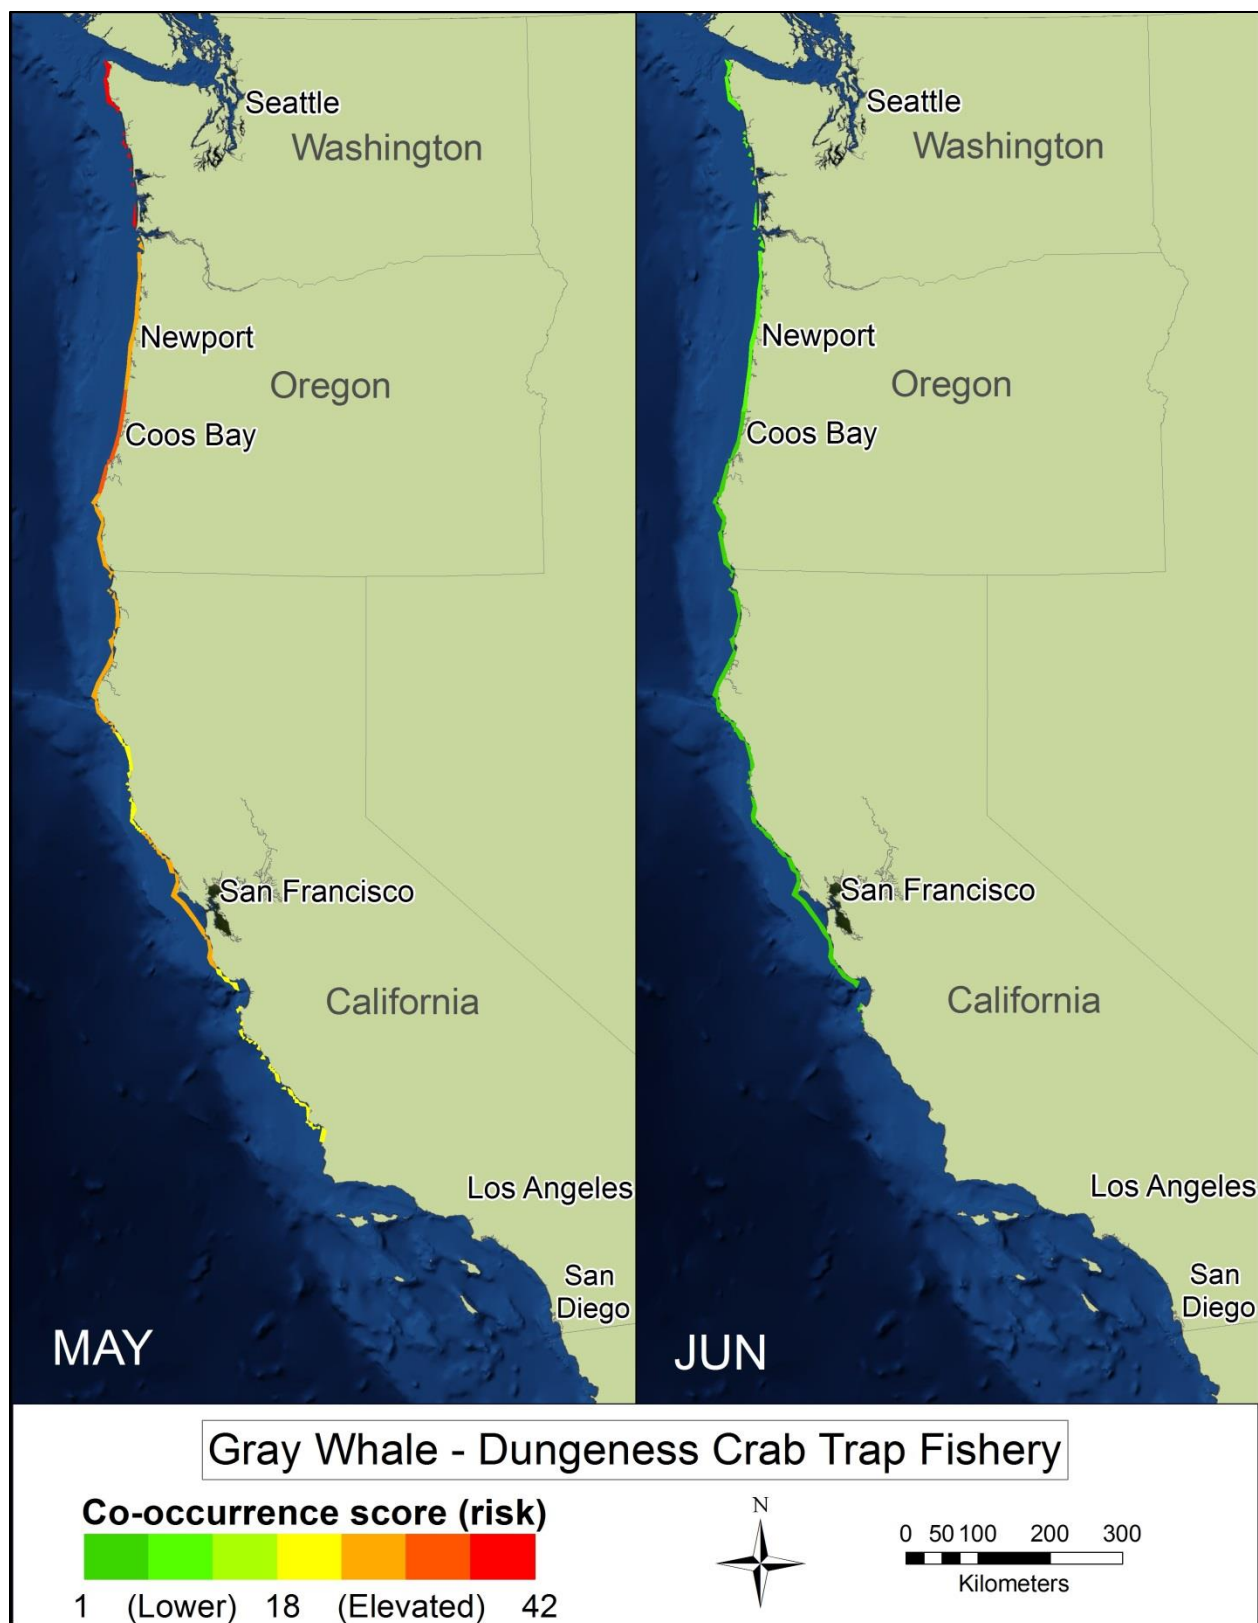 Seattle
Washington
Newport
Oregon
Coos Bay
San Francisco
California
Los Angeles
San
Diego
MAY
Seattle
Washington
Newport
Oregon
Coos Bay
San Francisco
California
Los Angeles
San
Diego
JUN
Gray Whale - Dungeness Crab Trap Fishery
Co-occurrence score (risk)
1 (Lower) 18 (Elevated) 42
N
0 50 100 200 300
Kilometers